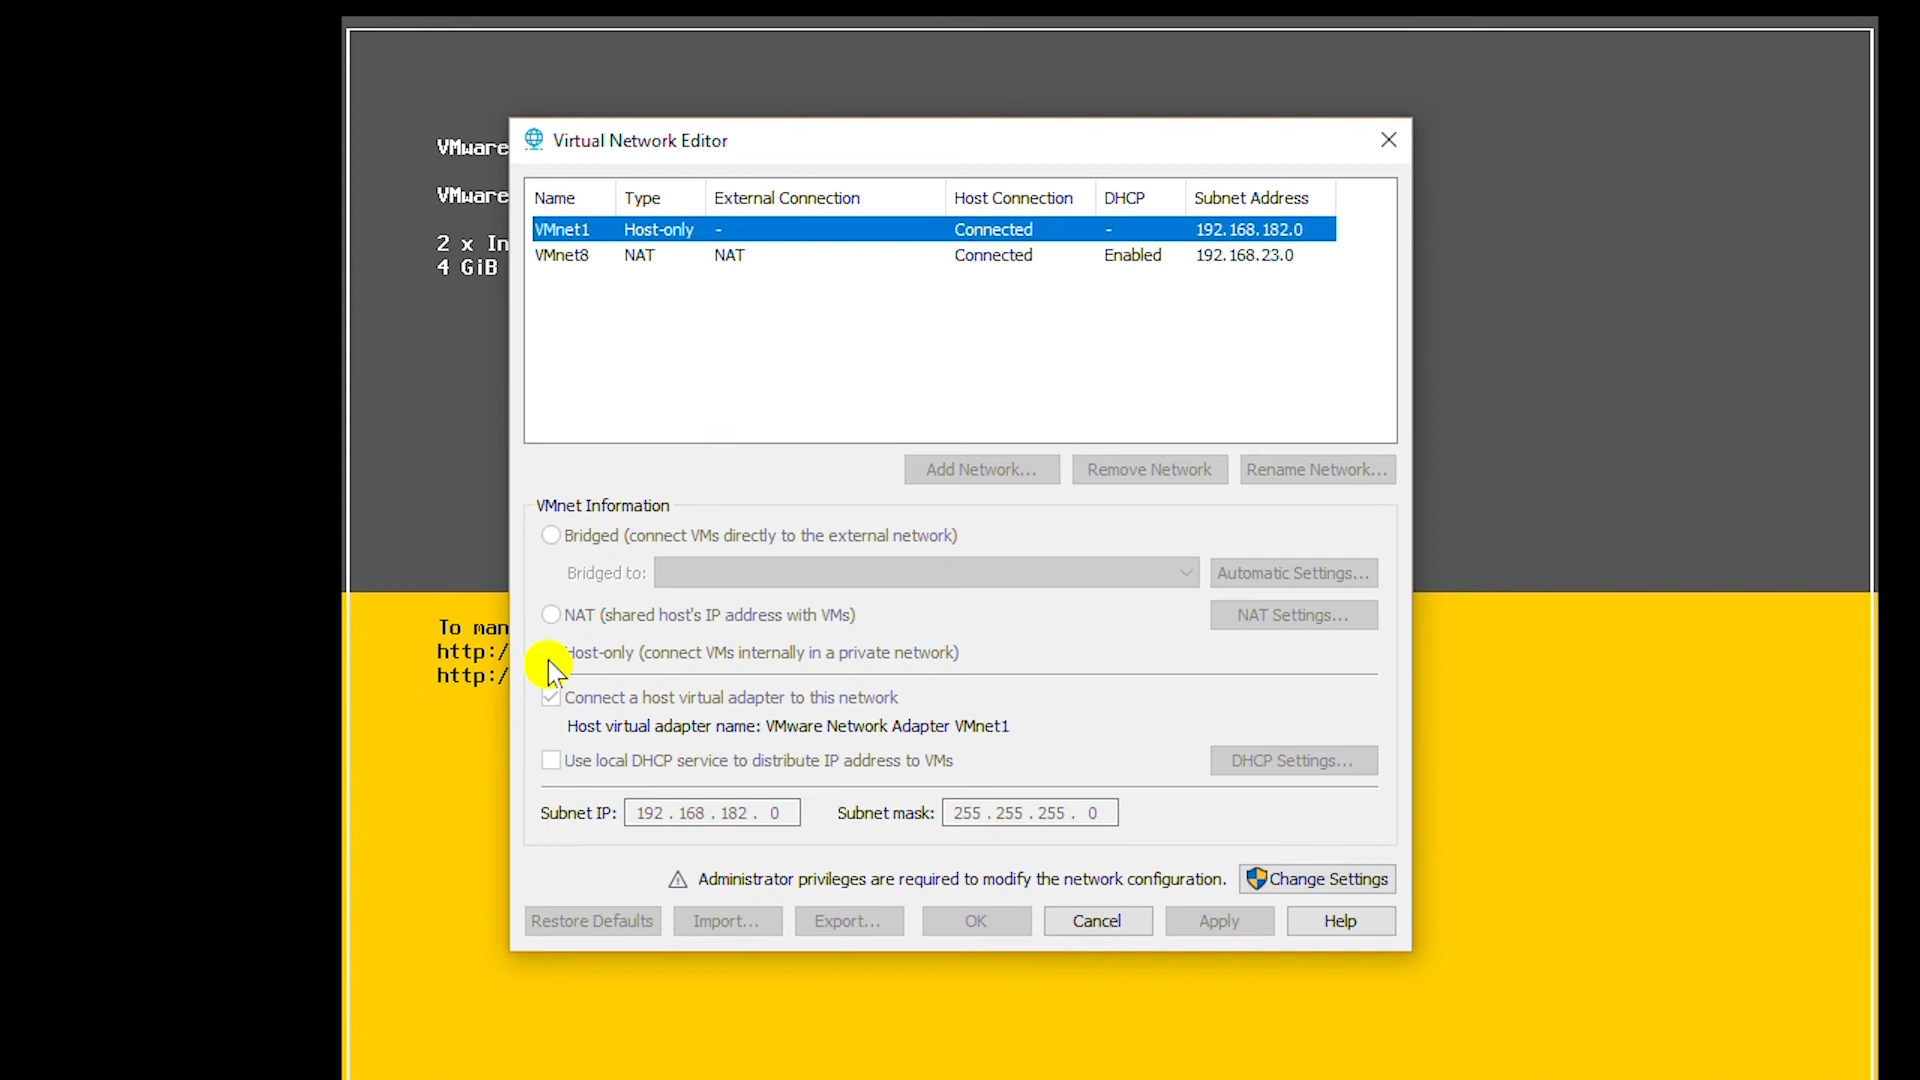 VMware
VMware
2 x In
4 GiB
To man
http:/
http:/
Virtual Network Editor
Name Type External Connection Host Connection DHCP Subnet Address
VMnet1 Host-only - Connected - 192.168.182.0
VMnet8 NAT NAT Connected Enabled 192.168.23.0
Add Network... Remove Network Rename Network...
VMnet Information
Bridged (connect VMs directly to the external network)
Bridged to: Automatic Settings...
NAT (shared host's IP address with VMs) NAT Settings...
Host-only (connect VMs internally in a private network)
Connect a host virtual adapter to this network
Host virtual adapter name: VMware Network Adapter VMnet1
Use local DHCP service to distribute IP address to VMs DHCP Settings...
Subnet IP: 192 . 168 . 182 . 0 Subnet mask: 255 . 255 . 255 . 0
Administrator privileges are required to modify the network configuration. Change Settings
Restore Defaults Import... Export... OK Cancel Apply Help